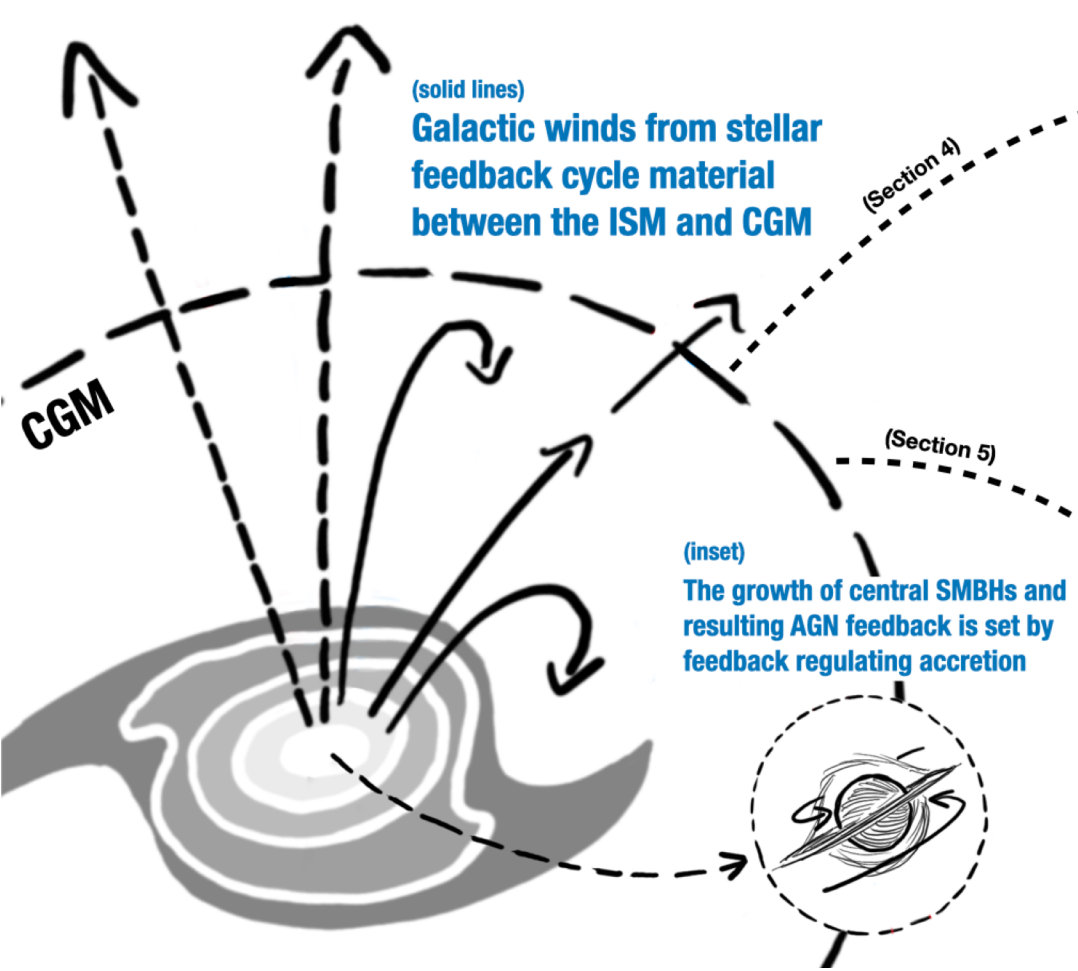 (solid lines)
Galactic winds from stellar
feedback cycle material
between the ISM and CGM
(Section 4)
CGM
(Section 5)
(inset)
The growth of central SMBHs and
resulting AGN feedback is set by
feedback regulating accretion